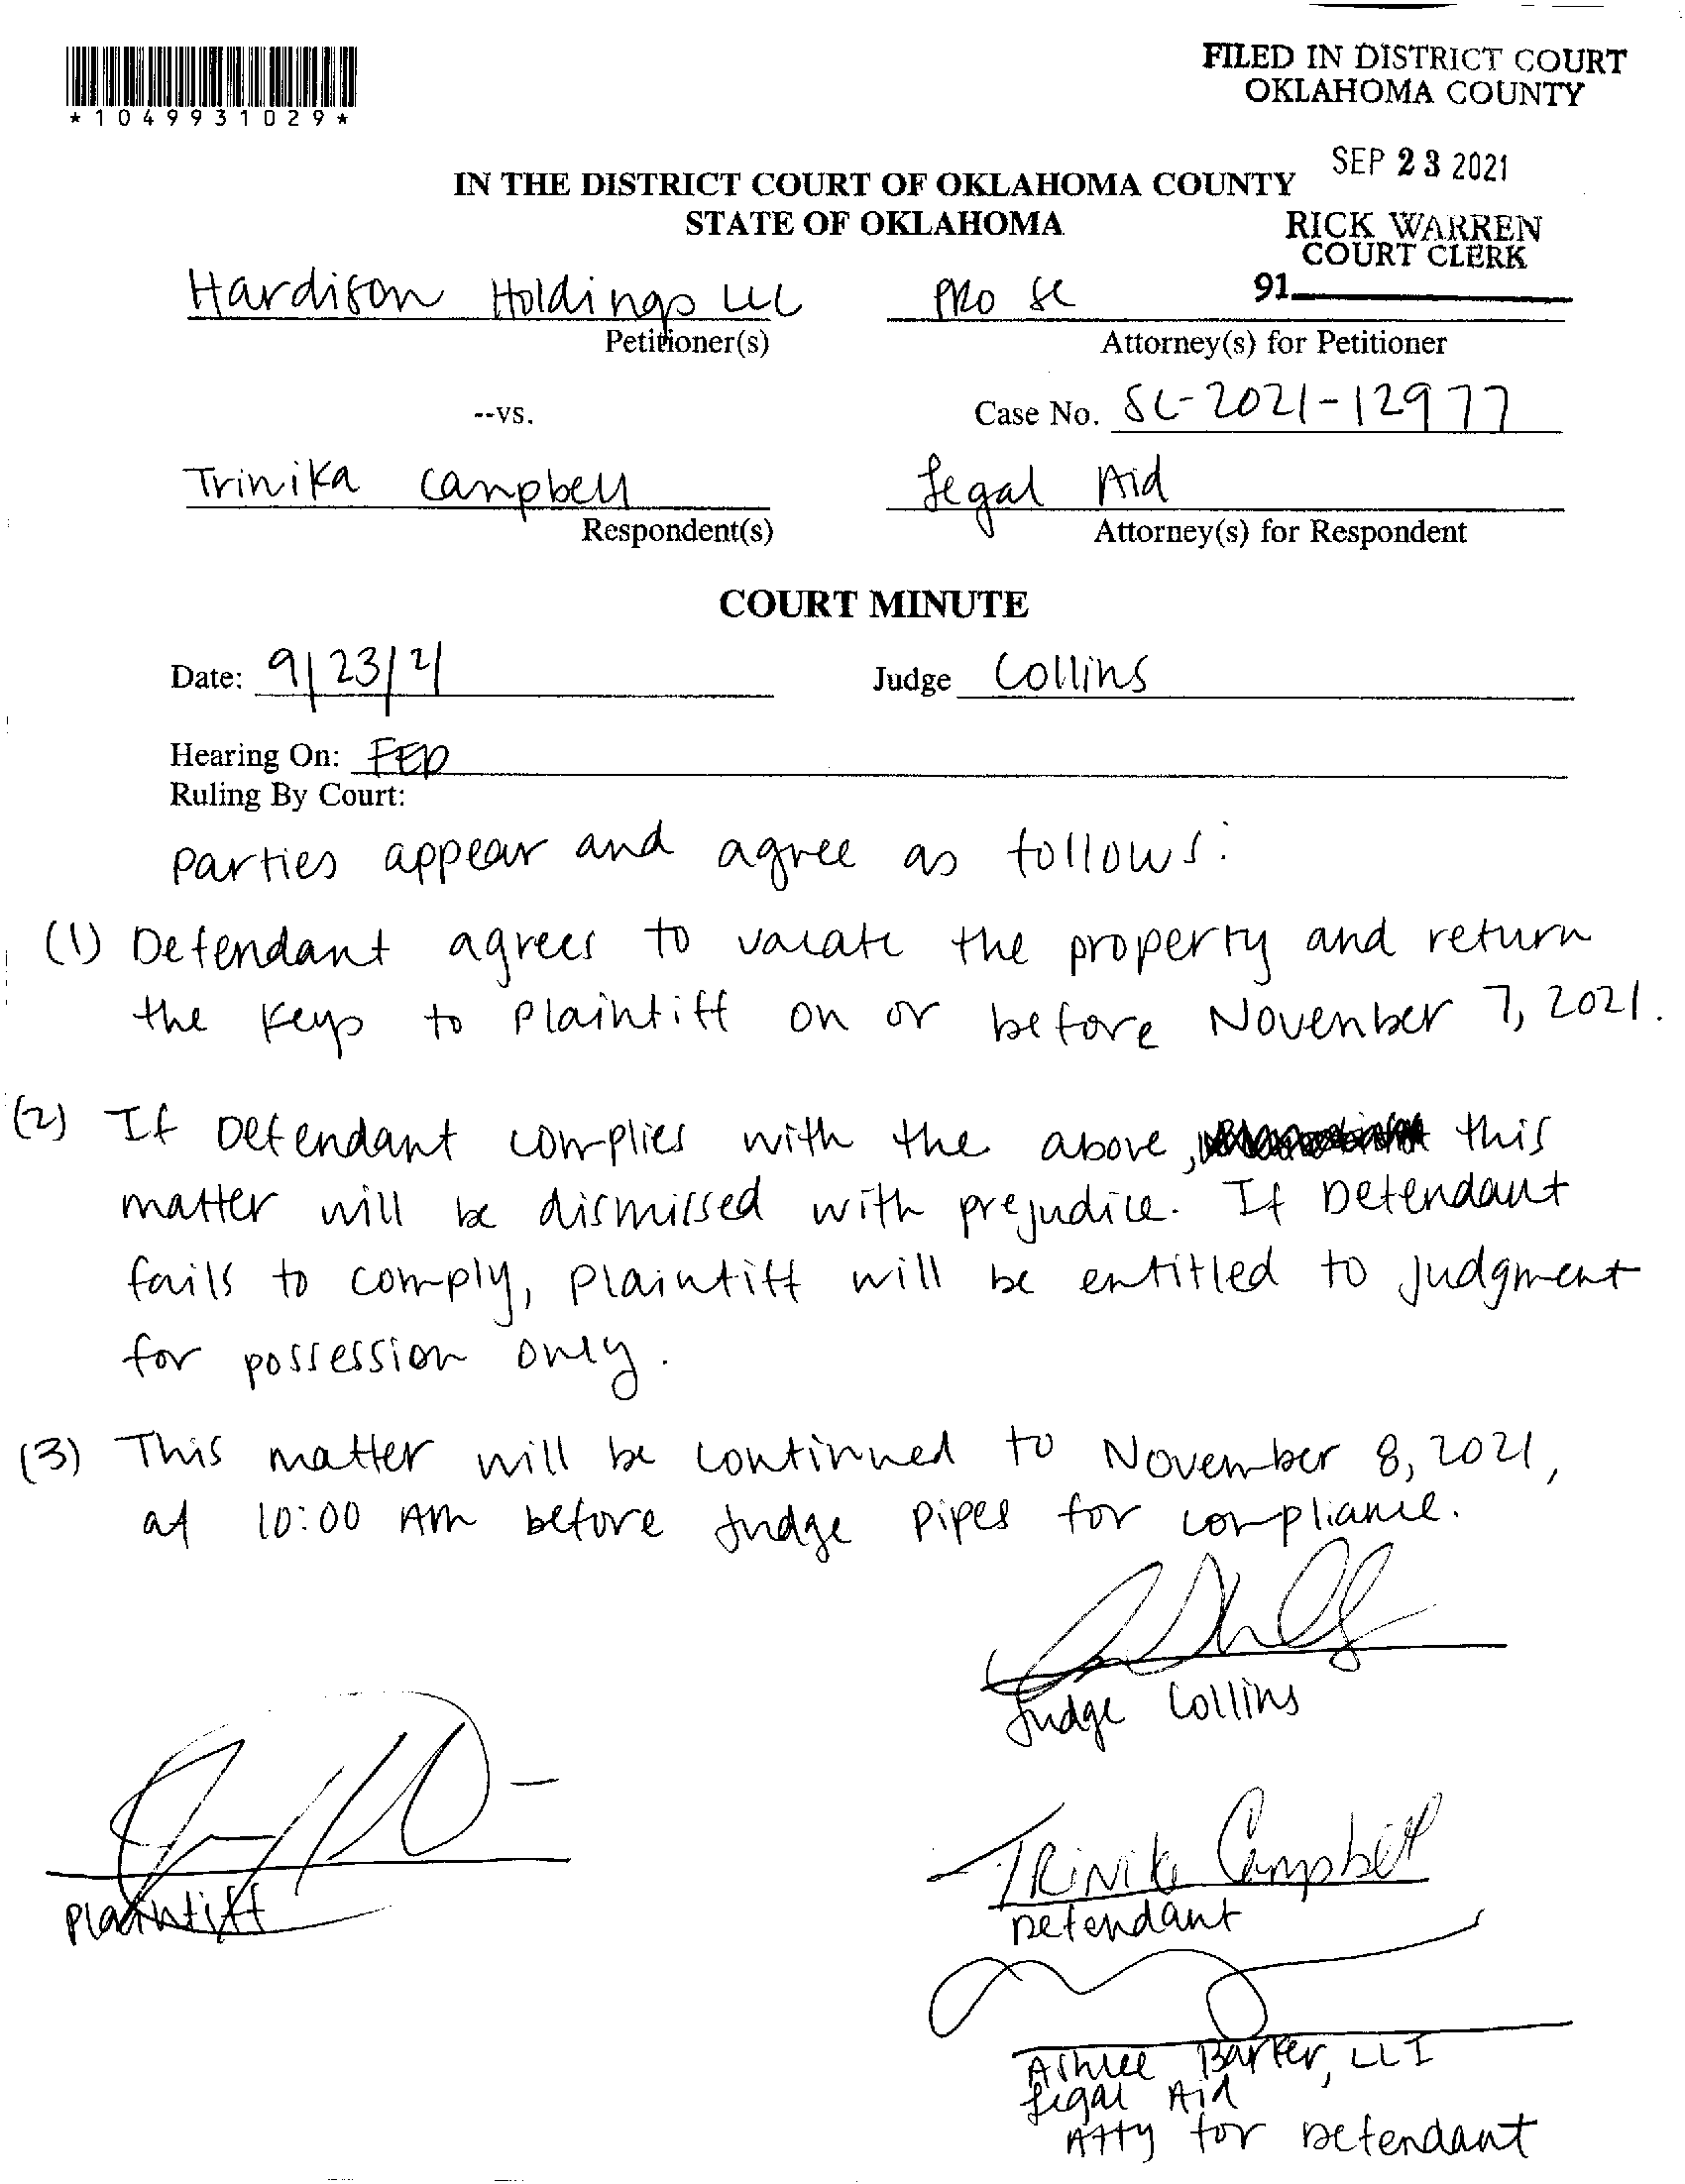 *1049931029*
FILED IN DISTRICT COURT
OKLAHOMA COUNTY
SEP 23 2021
RICK WARREN
COURT CLERK
91
IN THE DISTRICT COURT OF OKLAHOMA COUNTY
STATE OF OKLAHOMA
Hardison Holdings LLC
Petitioner(s)
PRO SE
Attorney(s) for Petitioner
--vs.
Case No. SC-2021-12977
Trinika Campbell
Respondent(s)
Legal Aid
Attorney(s) for Respondent
COURT MINUTE
Date: 9/23/21
Judge Collins
Hearing On: FED
Ruling By Court:
Parties appear and agree as follows:
(1) Defendant agrees to vacate the property and return
the keys to Plaintiff on or before November 7, 2021.
(2) If Defendant complies with the above, this
matter will be dismissed with prejudice. If Defendant
fails to comply, Plaintiff will be entitled to judgment
for possession only.
(3) This matter will be continued to November 8, 2021,
at 10:00 AM before Judge Pipes for compliance.
Judge Collins
Plaintiff
Trinika Campbell
Defendant
Ashlee Barker, LLI
Legal Aid
Atty for Defendant